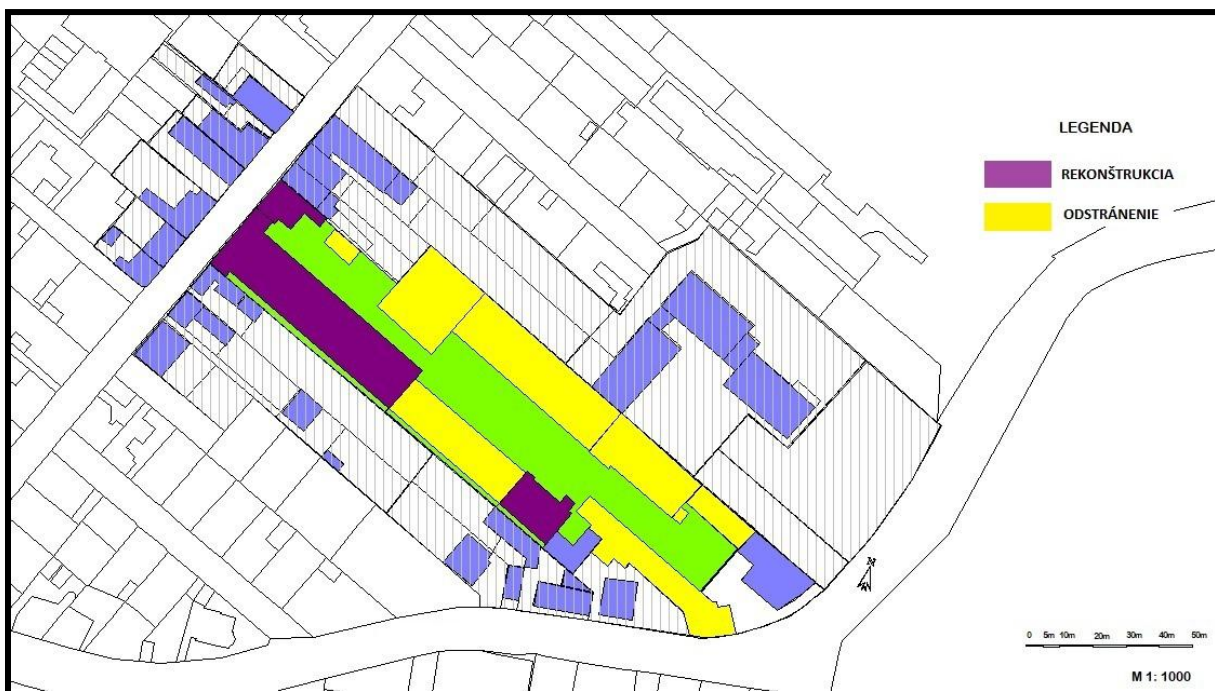 LEGENDA
REKONŠTRUKCIA
ODSTRÁNENIE
N
0 5m 10m 20m 30m 40m 50m
M 1: 1000